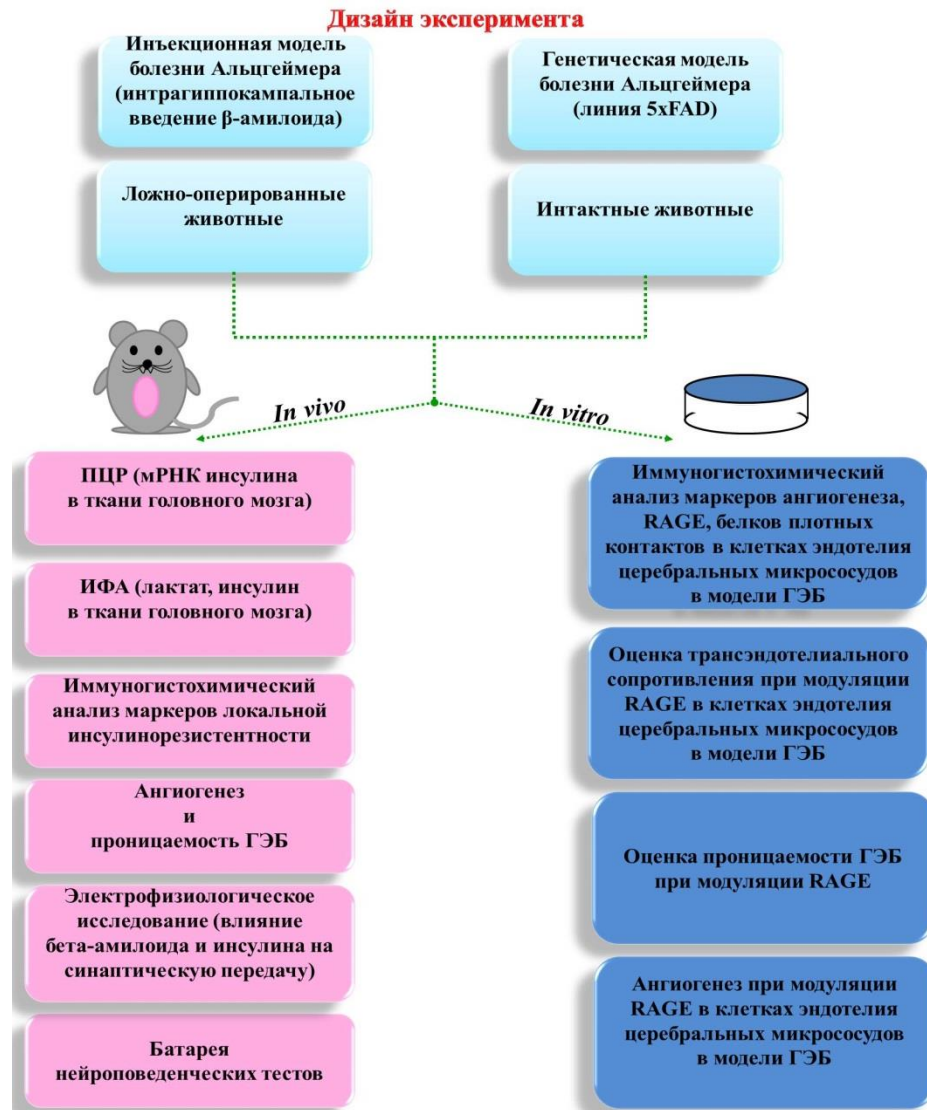 Дизайн эксперимента
Инъекционная модель
болезни Альцгеймера
(интрагиппокампальное
введение β-амилоида)
Генетическая модель
болезни Альцгеймера
(линия 5xFAD)
Ложно-оперированные
животные
Интактные животные
In vivo
In vitro
ПЦР (мРНК инсулина
в ткани головного мозга)
ИФА (лактат, инсулин
в ткани головного мозга)
Иммуногистохимический
анализ маркеров локальной
инсулинорезистентности
Ангиогенез
и
проницаемость ГЭБ
Электрофизиологическое
исследование (влияние
бета-амилоида и инсулина на
синаптическую передачу)
Батарея
нейроповеденческих тестов
Иммуногистохимический
анализ маркеров ангиогенеза,
RAGE, белков плотных
контактов в клетках эндотелия
церебральных микрососудов
в модели ГЭБ
Оценка трансэндотелиального
сопротивления при модуляции
RAGE в клетках эндотелия
церебральных микрососудов
в модели ГЭБ
Оценка проницаемости ГЭБ
при модуляции RAGE
Ангиогенез при модуляции
RAGE в клетках эндотелия
церебральных микрососудов
в модели ГЭБ